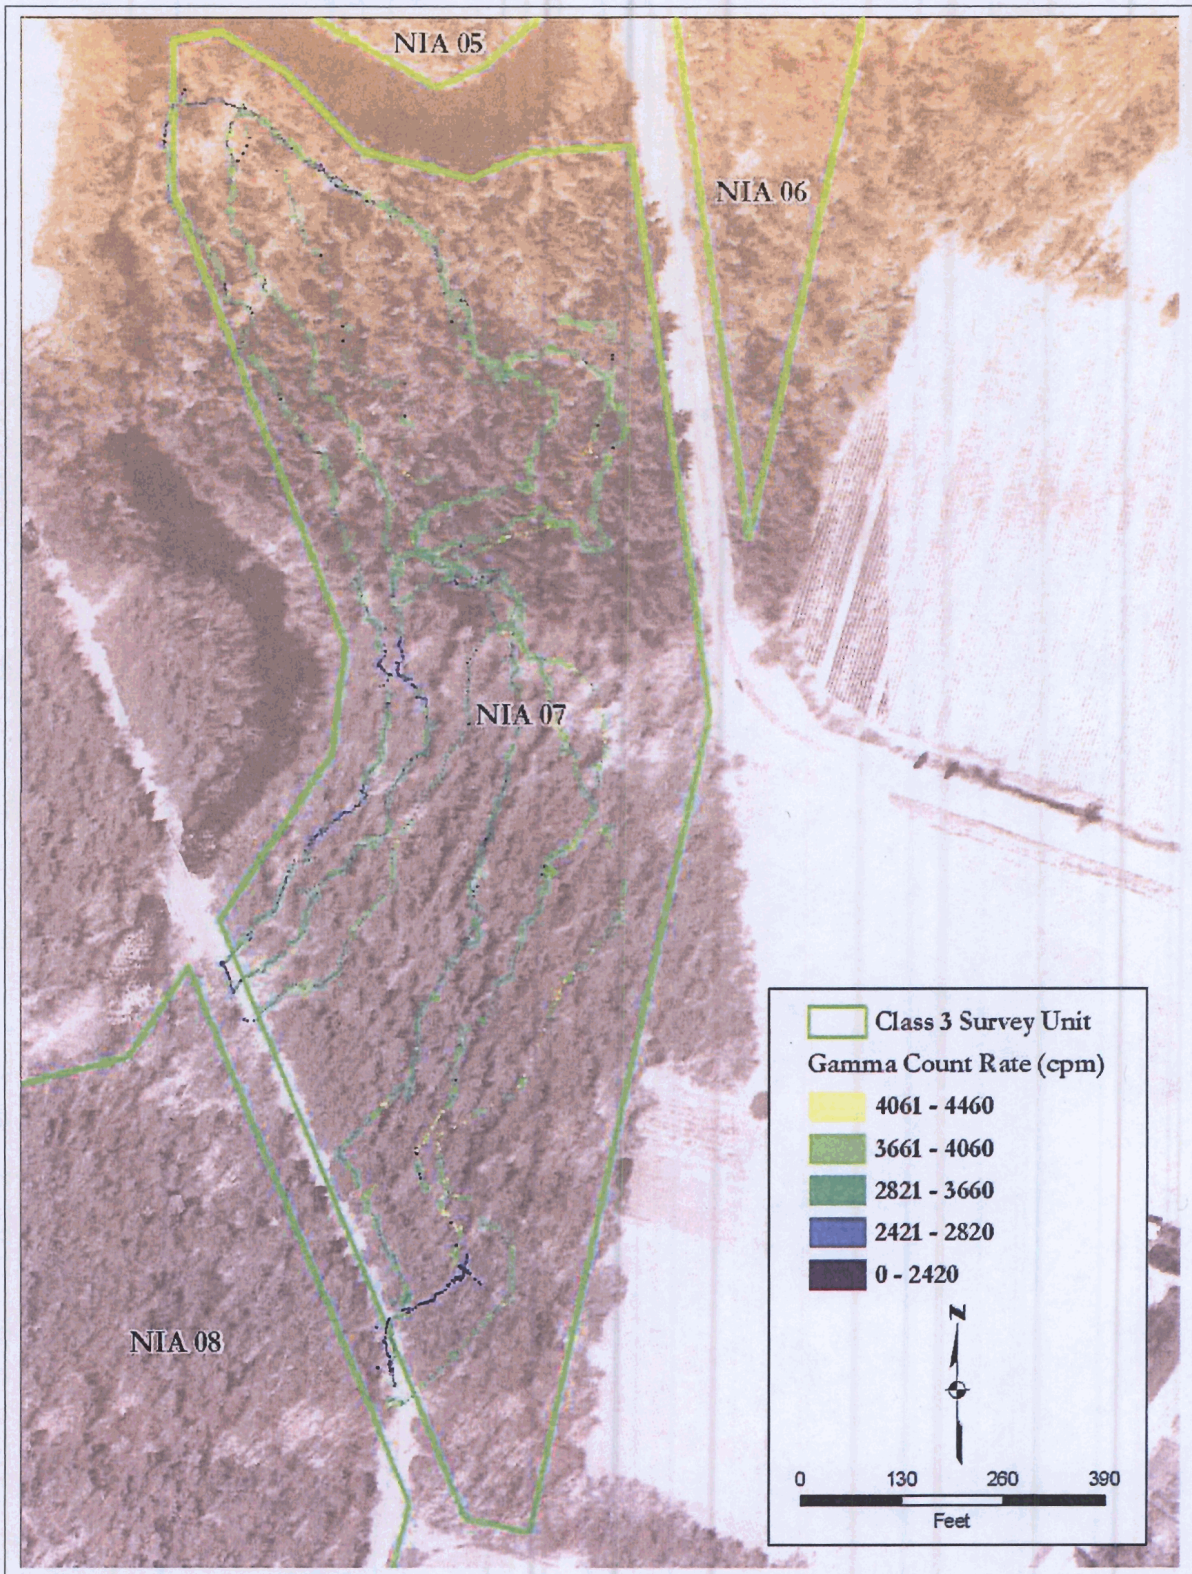 NIA 05
NIA 06
NIA 07
NIA 08
Class 3 Survey Unit
Gamma Count Rate (cpm)
4061 - 4460
3661 - 4060
2821 - 3660
2421 - 2820
0 - 2420
N
0 130 260 390
Feet